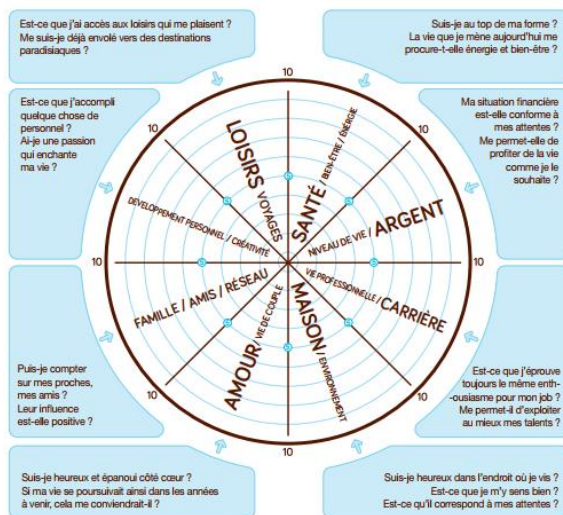 Est-ce que j'ai accès aux loisirs qui me plaisent ?
Me suis-je déjà envolé vers des destinations
paradisiaques ?
Suis-je au top de ma forme ?
La vie que je mène aujourd'hui me
procure-t-elle énergie et bien-être ?
Est-ce que j'accompli
quelque chose de
personnel ?
Ai-je une passion
qui enchante
ma vie ?
Ma situation financière
est-elle conforme à
mes attentes ?
Me permet-elle de
profiter de la vie
comme je le
souhaite ?
10
10
10
10
10
10
10
10
LOISIRS VOYAGES
SANTÉ / BIEN-ÊTRE / ÉNERGIE
DEVELOPPEMENT PERSONNEL / CRÉATIVITÉ
NIVEAU DE VIE / ARGENT
FAMILLE / AMIS / RÉSEAU
VIE PROFESSIONNELLE / CARRIÈRE
AMOUR / VIE DE COUPLE
MAISON / ENVIRONNEMENT
5
5
5
5
5
5
5
5
Puis-je compter
sur mes proches,
mes amis ?
Leur influence
est-elle positive ?
Est-ce que j'éprouve
toujours le même enth-
-ousiasme pour mon job ?
Me permet-il d'exploiter
au mieux mes talents ?
Suis-je heureux et épanoui côté cœur ?
Si ma vie se poursuivait ainsi dans les années
à venir, cela me conviendrait-il ?
Suis-je heureux dans l'endroit où je vis ?
Est-ce que je m'y sens bien ?
Est-ce qu'il correspond à mes attentes ?